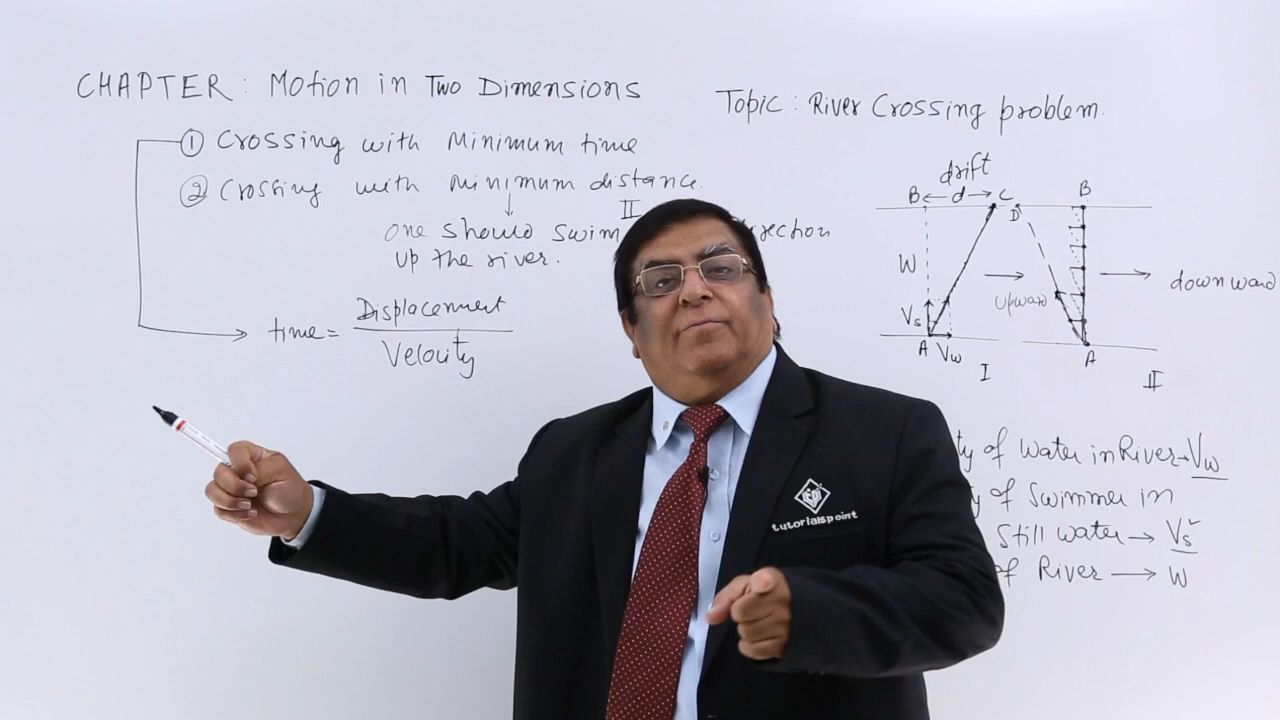 CHAPTER : Motion in Two Dimensions
① Crossing with Minimum time
② Crossing with Minimum distance.
II
one should swim
up the river.
time = Displacement
Velocity
Topic : River Crossing problem.
drift
B d C D B
W
upward
downward
Vs
A Vw A
I
II
of Water in River → Vw
of Swimmer in
Still water → Vs
of River → W
tutorialspoint